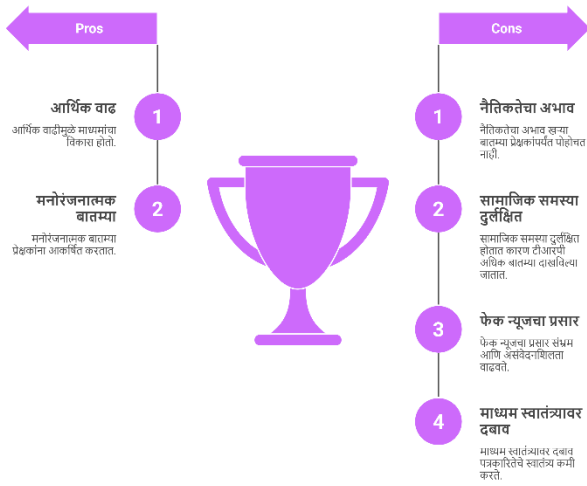 Pros
1
आर्थिक वाढ
आर्थिक वाढीमुळे माध्यमांचा
विकास होतो.
2
मनोरंजनात्मक
बातम्या
मनोरंजनात्मक बातम्या
प्रेक्षकांना आकर्षित करतात.
Cons
1
नैतिकतेचा अभाव
नैतिकतेचा अभाव खऱ्या
बातम्या प्रेक्षकांपर्यंत पोहोचत
नाही.
2
सामाजिक समस्या
दुर्लक्षित
सामाजिक समस्या दुर्लक्षित
होतात कारण टीआरपी
अधिक बातम्या दाखविल्या
जातात.
3
फेक न्यूजचा प्रसार
फेक न्यूजचा प्रसार संभ्रम
आणि असंवेदनशिलता
वाढवते.
4
माध्यम स्वातंत्र्यावर
दबाव
माध्यम स्वातंत्र्यावर दबाव
पत्रकारितेचे स्वातंत्र्य कमी
करते.